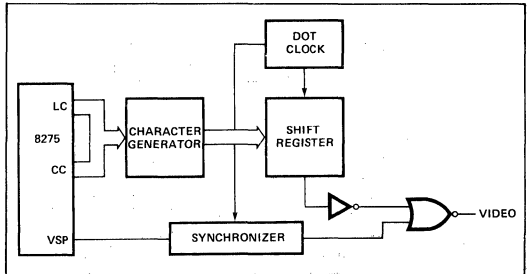 DOT
CLOCK
LC
8275
CC
VSP
CHARACTER
GENERATOR
SHIFT
REGISTER
VIDEO
SYNCHRONIZER